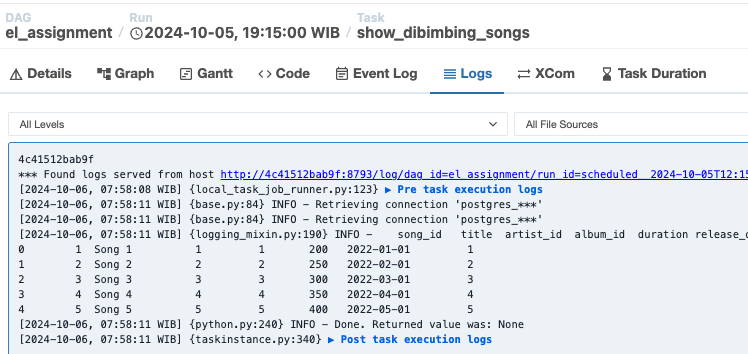 DAG Run Task
el_assignment / 2024-10-05, 19:15:00 WIB / show_dibimbing_songs
Details Graph Gantt <> Code Event Log Logs XCom Task Duration
All Levels All File Sources
4c41512bab9f
*** Found logs served from host http://4c41512bab9f:8793/log/dag_id=el_assignment/run_id=scheduled__2024-10-05T12:15
[2024-10-06, 07:58:08 WIB] {local_task_job_runner.py:123} ▶ Pre task execution logs
[2024-10-06, 07:58:11 WIB] {base.py:84} INFO - Retrieving connection 'postgres_***'
[2024-10-06, 07:58:11 WIB] {base.py:84} INFO - Retrieving connection 'postgres_***'
[2024-10-06, 07:58:11 WIB] {logging_mixin.py:190} INFO - song_id title artist_id album_id duration release_
0 1 Song 1 1 1 200 2022-01-01 1
1 2 Song 2 2 2 250 2022-02-01 2
2 3 Song 3 3 3 300 2022-03-01 3
3 4 Song 4 4 4 350 2022-04-01 4
4 5 Song 5 5 5 400 2022-05-01 5
[2024-10-06, 07:58:11 WIB] {python.py:240} INFO - Done. Returned value was: None
[2024-10-06, 07:58:11 WIB] {taskinstance.py:340} ▶ Post task execution logs